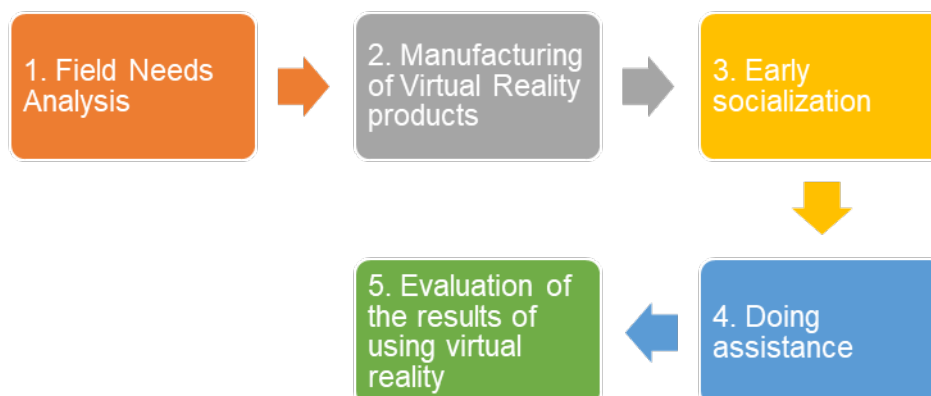 1. Field Needs
Analysis
2. Manufacturing
of Virtual Reality
products
3. Early
socialization
4. Doing
assistance
5. Evaluation of
the results of
using virtual
reality